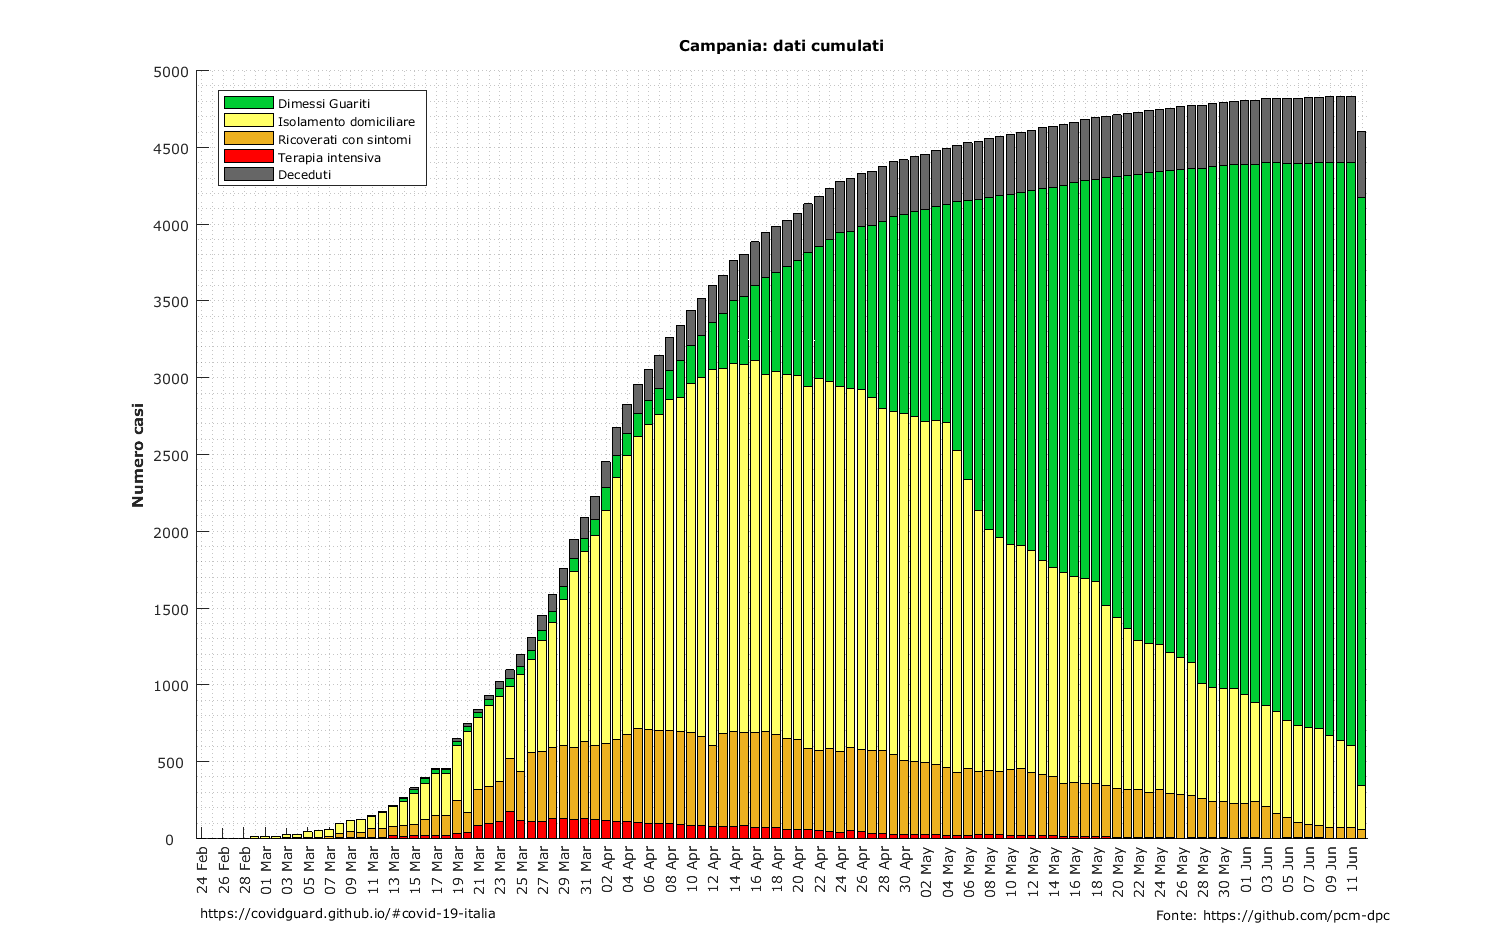 Campania: dati cumulati
5000
4500
4000
3500
3000
2500
2000
1500
1000
500
0
Numero casi
Dimessi Guariti
Isolamento domiciliare
Ricoverati con sintomi
Terapia intensiva
Deceduti
24 Feb
26 Feb
28 Feb
01 Mar
03 Mar
05 Mar
07 Mar
09 Mar
11 Mar
13 Mar
15 Mar
17 Mar
19 Mar
21 Mar
23 Mar
25 Mar
27 Mar
29 Mar
31 Mar
02 Apr
04 Apr
06 Apr
08 Apr
10 Apr
12 Apr
14 Apr
16 Apr
18 Apr
20 Apr
22 Apr
24 Apr
26 Apr
28 Apr
30 Apr
02 May
04 May
06 May
08 May
10 May
12 May
14 May
16 May
18 May
20 May
22 May
24 May
26 May
28 May
30 May
01 Jun
03 Jun
05 Jun
07 Jun
09 Jun
11 Jun
https://covidguard.github.io/#covid-19-italia
Fonte: https://github.com/pcm-dpc